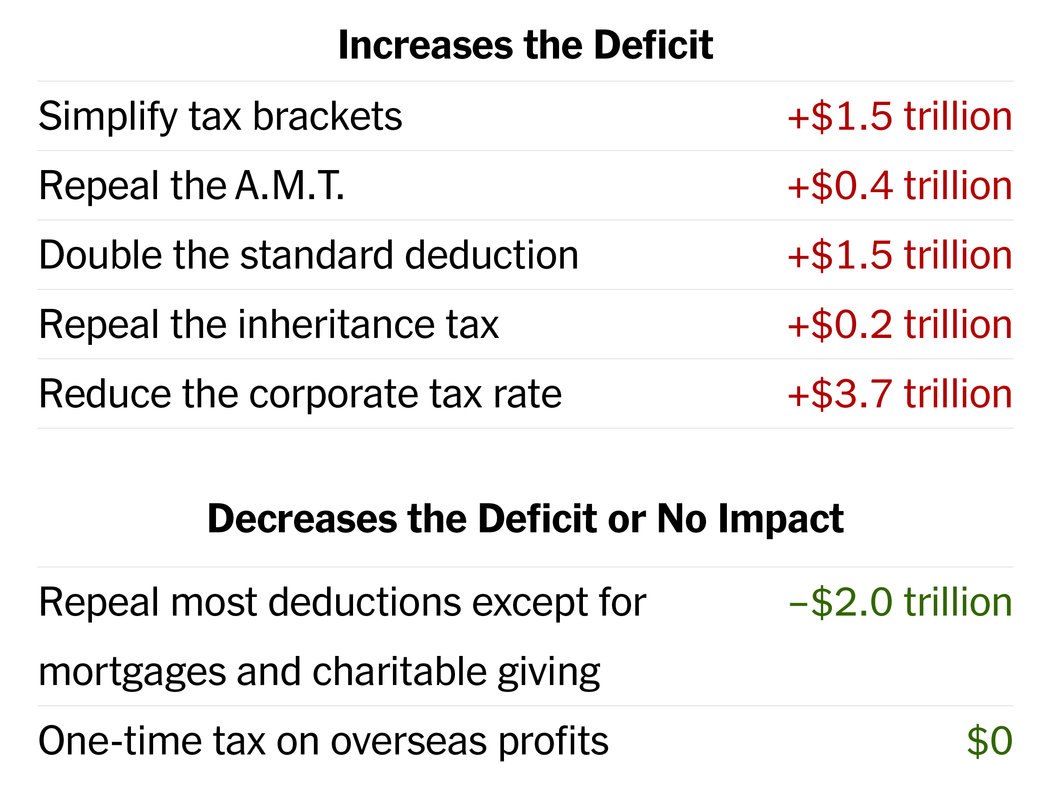 Increases the Deficit
Simplify tax brackets +$1.5 trillion
Repeal the A.M.T. +$0.4 trillion
Double the standard deduction +$1.5 trillion
Repeal the inheritance tax +$0.2 trillion
Reduce the corporate tax rate +$3.7 trillion
Decreases the Deficit or No Impact
Repeal most deductions except for –$2.0 trillion
mortgages and charitable giving
One-time tax on overseas profits $0